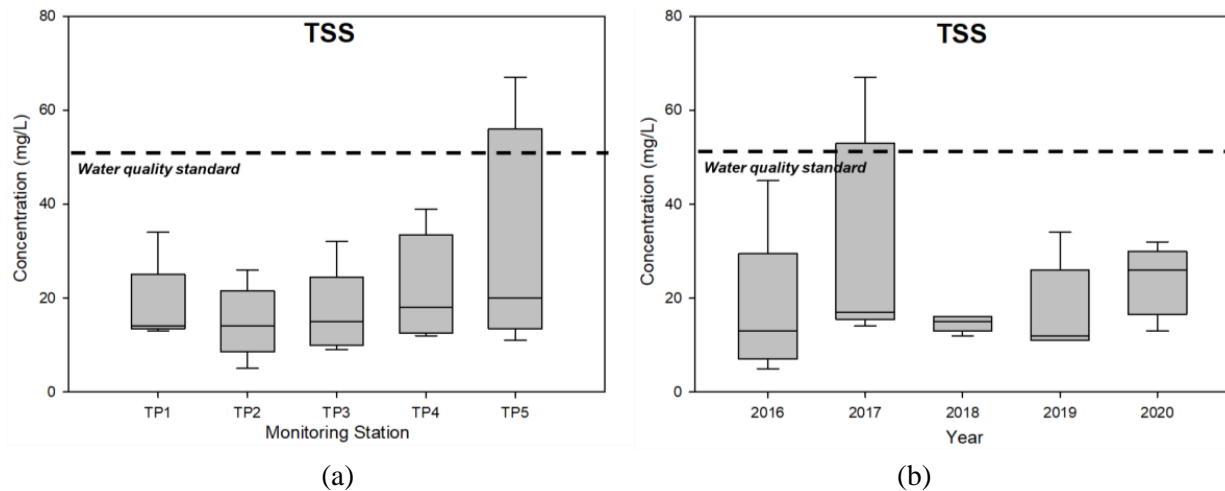 TSS
80
60
40
20
0
Concentration (mg/L)
Water quality standard
TP1 TP2 TP3 TP4 TP5
Monitoring Station
(a)
TSS
80
60
40
20
0
Concentration (mg/L)
Water quality standard
2016 2017 2018 2019 2020
Year
(b)